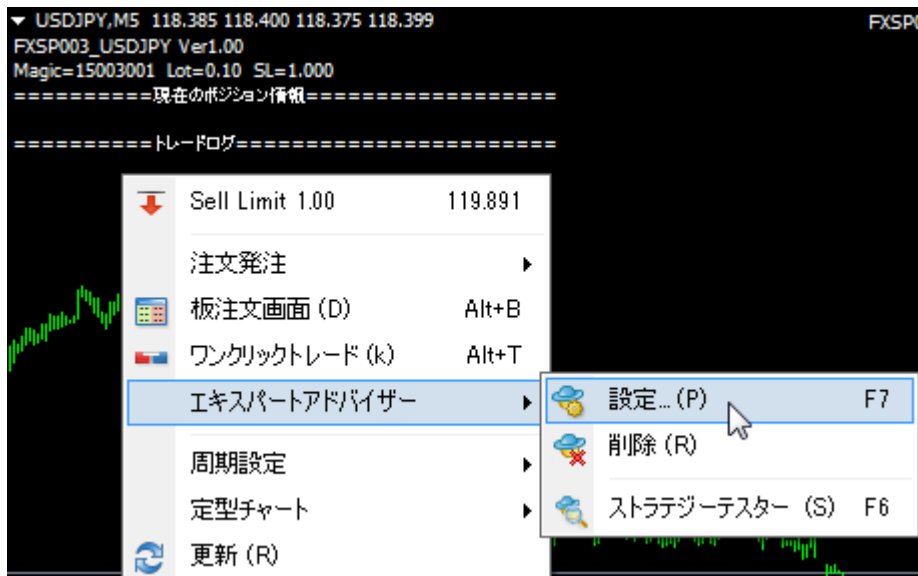 ▼ USDJPY,M5 118.385 118.400 118.375 118.399 FXSP0
FXSP003_USDJPY Ver1.00
Magic=15003001 Lot=0.10 SL=1.000
==========現在のポジション情報==================
==========トレードログ=======================
Sell Limit 1.00 119.891
注文発注
板注文画面 (D) Alt+B
ワンクリックトレード (k) Alt+T
エキスパートアドバイザー
設定... (P) F7
削除 (R)
ストラテジーテスター (S) F6
周期設定
定型チャート
更新 (R)